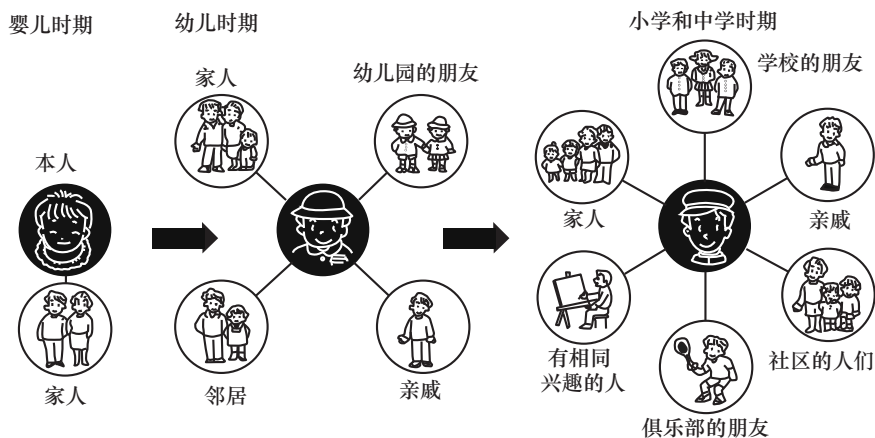 婴儿时期
本人
家人
幼儿时期
家人
幼儿园的朋友
邻居
亲戚
小学和中学时期
学校的朋友
家人
亲戚
有相同
兴趣的人
社区的人们
俱乐部的朋友